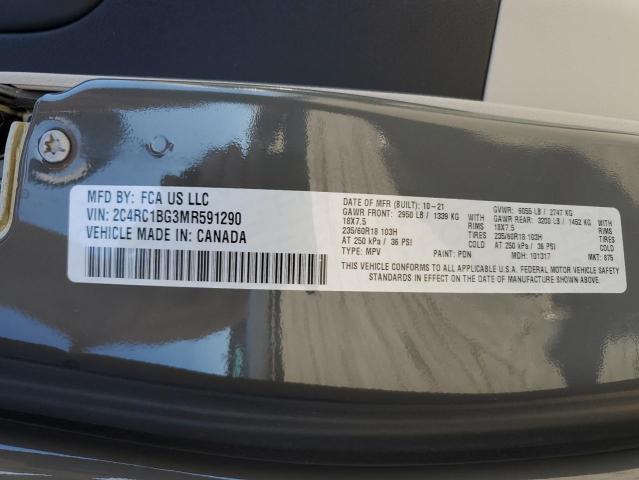 MFD BY: FCA US LLC
VIN: 2C4RC1BG3MR591290
VEHICLE MADE IN: CANADA
DATE OF MFR (BUILT): 10-21 GVWR: 6055 LB / 2747 KG
GAWR FRONT: 2950 LB / 1339 KG WITH GAWR REAR: 3200 LB / 1452 KG WITH
18X7.5 RIMS 18X7.5 RIMS
235/60R18 103H TIRES 235/60R18 103H TIRES
AT 250 kPa / 36 PSI COLD AT 250 kPa / 36 PSI COLD
TYPE: MPV PAINT: PDN MDH: 101317 MKT: 875
THIS VEHICLE CONFORMS TO ALL APPLICABLE U.S.A. FEDERAL MOTOR VEHICLE SAFETY
STANDARDS IN EFFECT ON THE DATE OF MANUFACTURE SHOWN ABOVE.